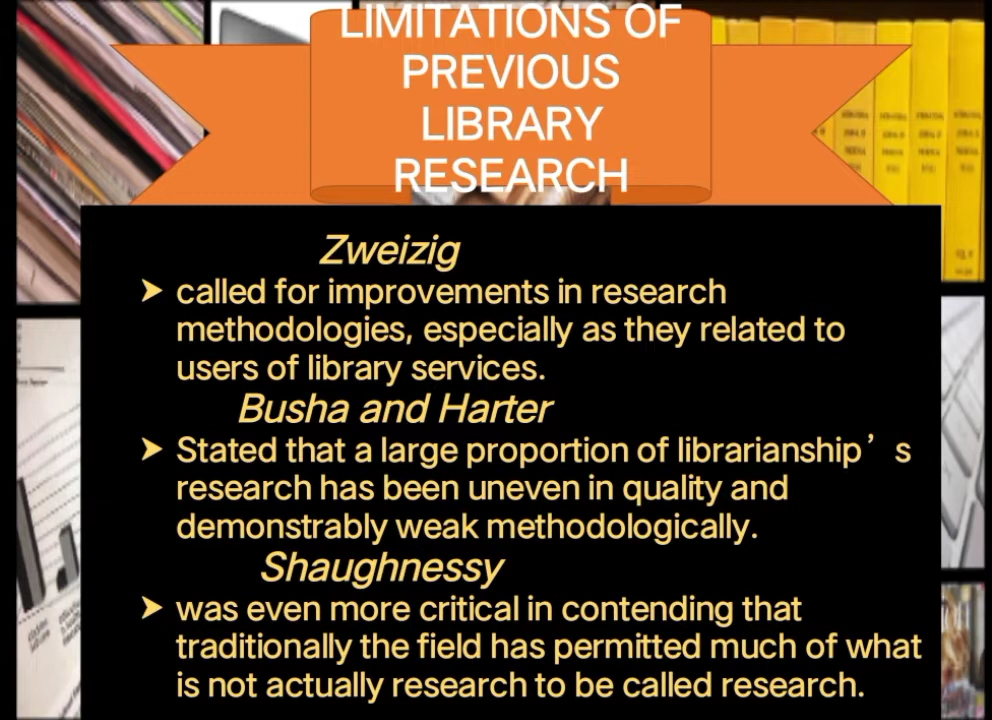 LIMITATIONS OF
PREVIOUS
LIBRARY
RESEARCH
Zweizig
➤ called for improvements in research
methodologies, especially as they related to
users of library services.
Busha and Harter
➤ Stated that a large proportion of librarianship’ s
research has been uneven in quality and
demonstrably weak methodologically.
Shaughnessy
➤ was even more critical in contending that
traditionally the field has permitted much of what
is not actually research to be called research.